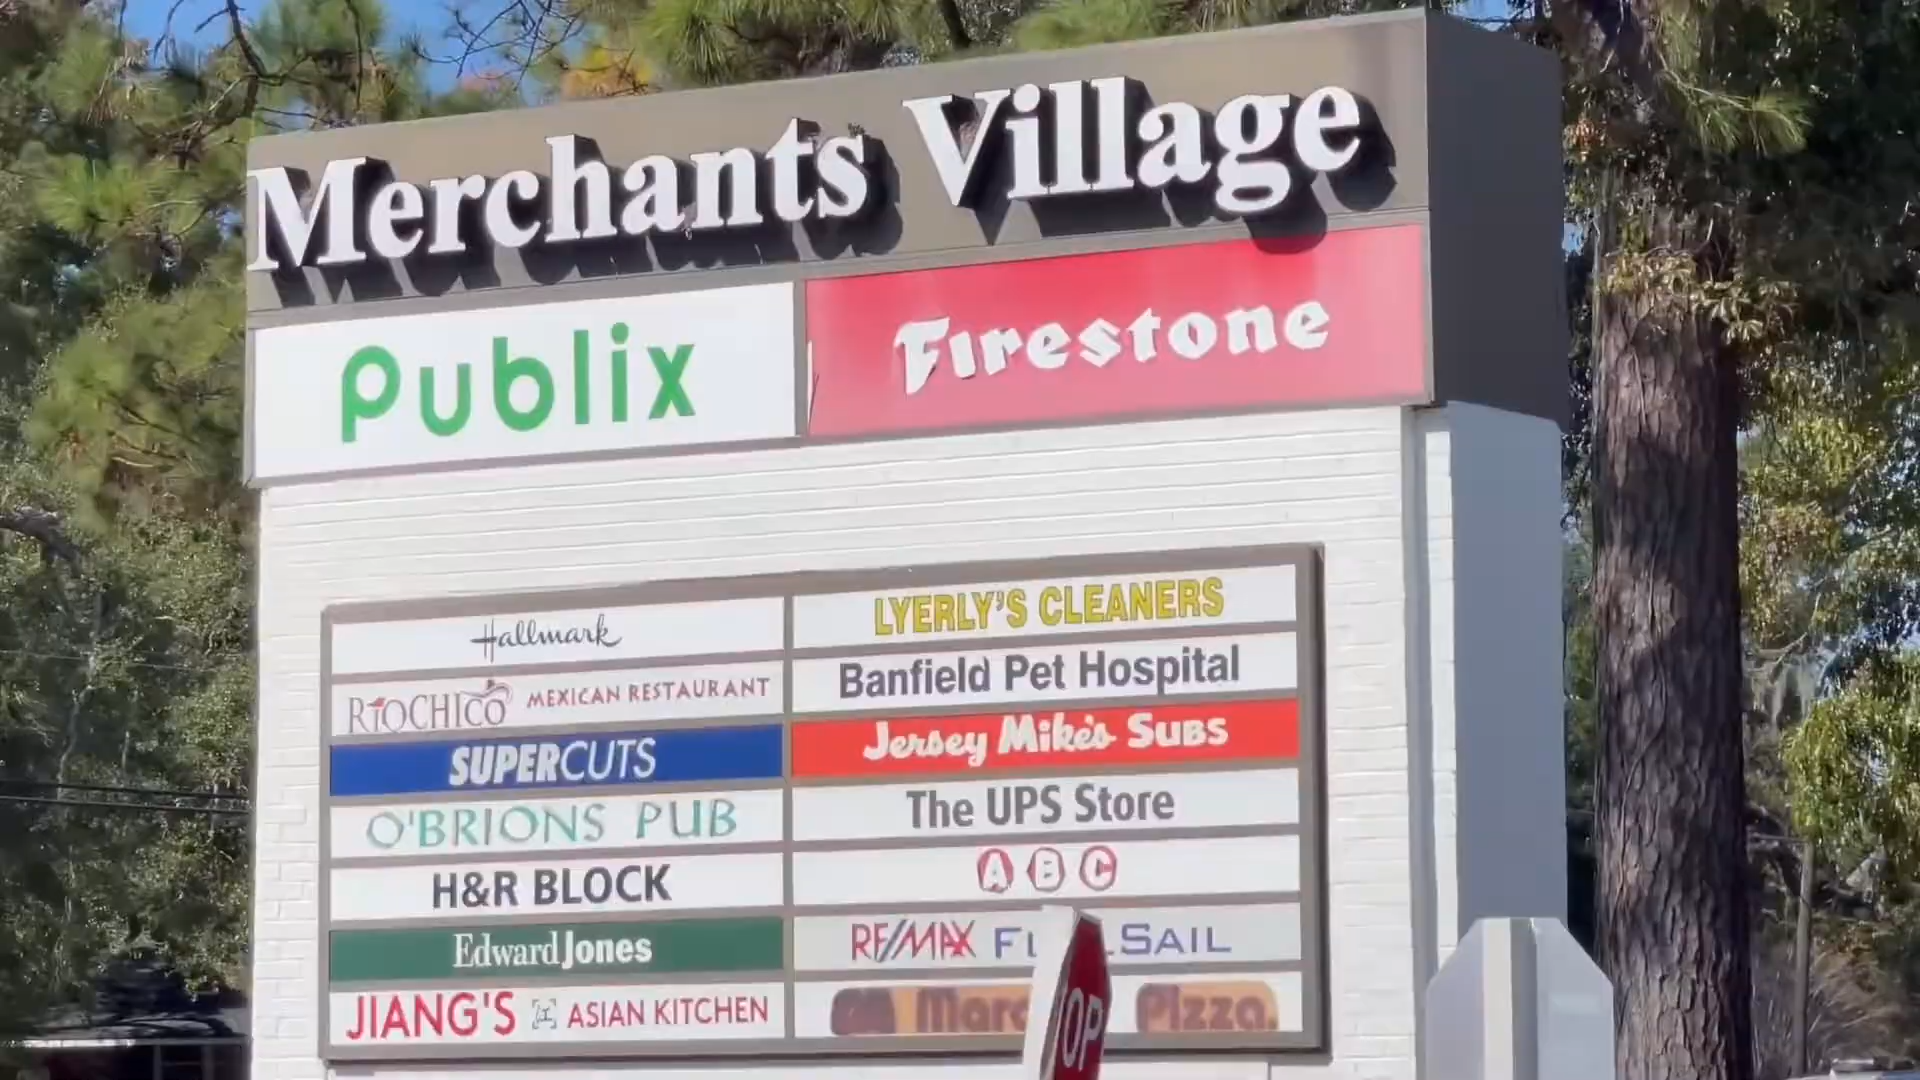 Merchants Village
Publix
Firestone
Hallmark
RIOCHICO MEXICAN RESTAURANT
SUPERCUTS
O'BRIONS PUB
H&R BLOCK
Edward Jones
JIANG'S ASIAN KITCHEN
LYERLY'S CLEANERS
Banfield Pet Hospital
Jersey Mike's SUBS
The UPS Store
ABC
RE/MAX SAIL
Pizza
TOP